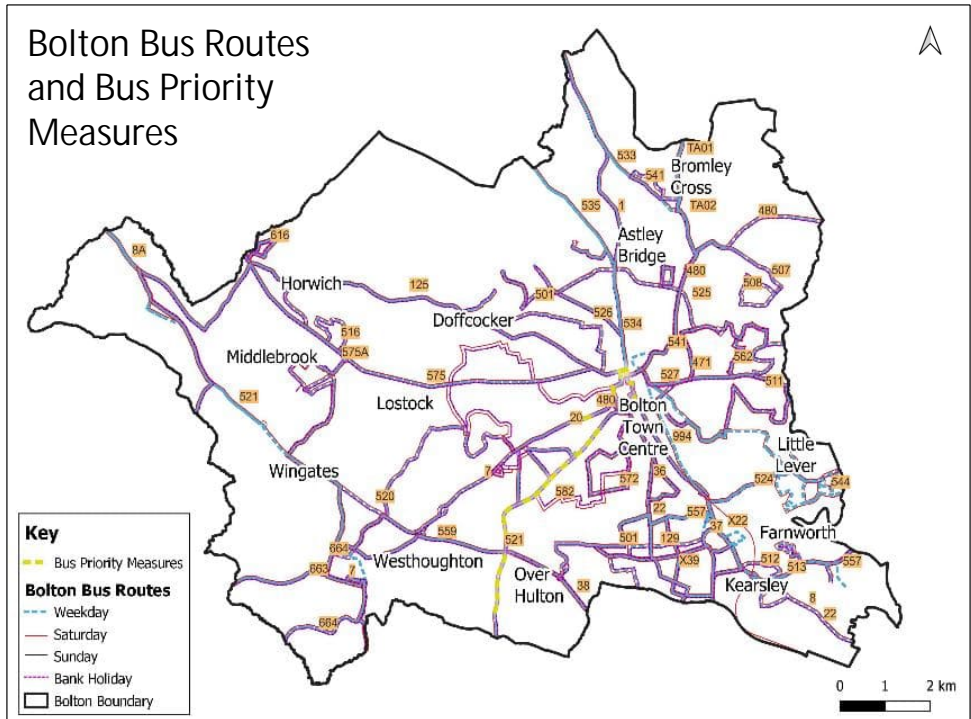 Bolton Bus Routes
and Bus Priority
Measures
TA01
533
Bromley
Cross
541
TA02
535
1
480
616
8A
Astley
Bridge
Horwich
125
480
507
508
501
525
Doffcocker
526
534
516
575A
Middlebrook
541
471
562
575
527
511
521
Lostock
480
Bolton
Town
Centre
20
994
Little
Lever
Wingates
7
36
572
524
544
582
520
22
557
37
X22
Farnworth
559
521
501
129
664
Westhoughton
X39
512
513
557
663
7
Over
Hulton
38
Kearsley
8
22
664
Key
Bus Priority Measures
Bolton Bus Routes
Weekday
Saturday
Sunday
Bank Holiday
Bolton Boundary
0 1 2 km